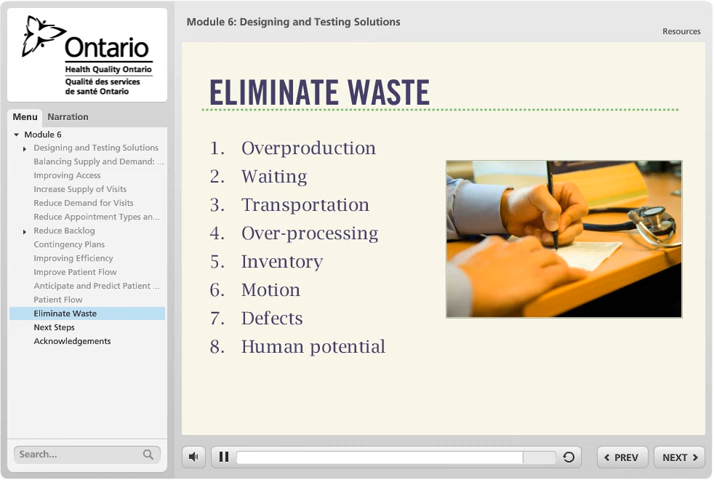 Ontario
Health Quality Ontario
Qualité des services
de santé Ontario
Module 6: Designing and Testing Solutions
Resources
Menu Narration
Module 6
Designing and Testing Solutions
Balancing Supply and Demand: ...
Improving Access
Increase Supply of Visits
Reduce Demand for Visits
Reduce Appointment Types an...
Reduce Backlog
Contingency Plans
Improving Efficiency
Improve Patient Flow
Anticipate and Predict Patient ...
Patient Flow
Eliminate Waste
Next Steps
Acknowledgements
Search...
ELIMINATE WASTE
1. Overproduction
2. Waiting
3. Transportation
4. Over-processing
5. Inventory
6. Motion
7. Defects
8. Human potential
PREV
NEXT